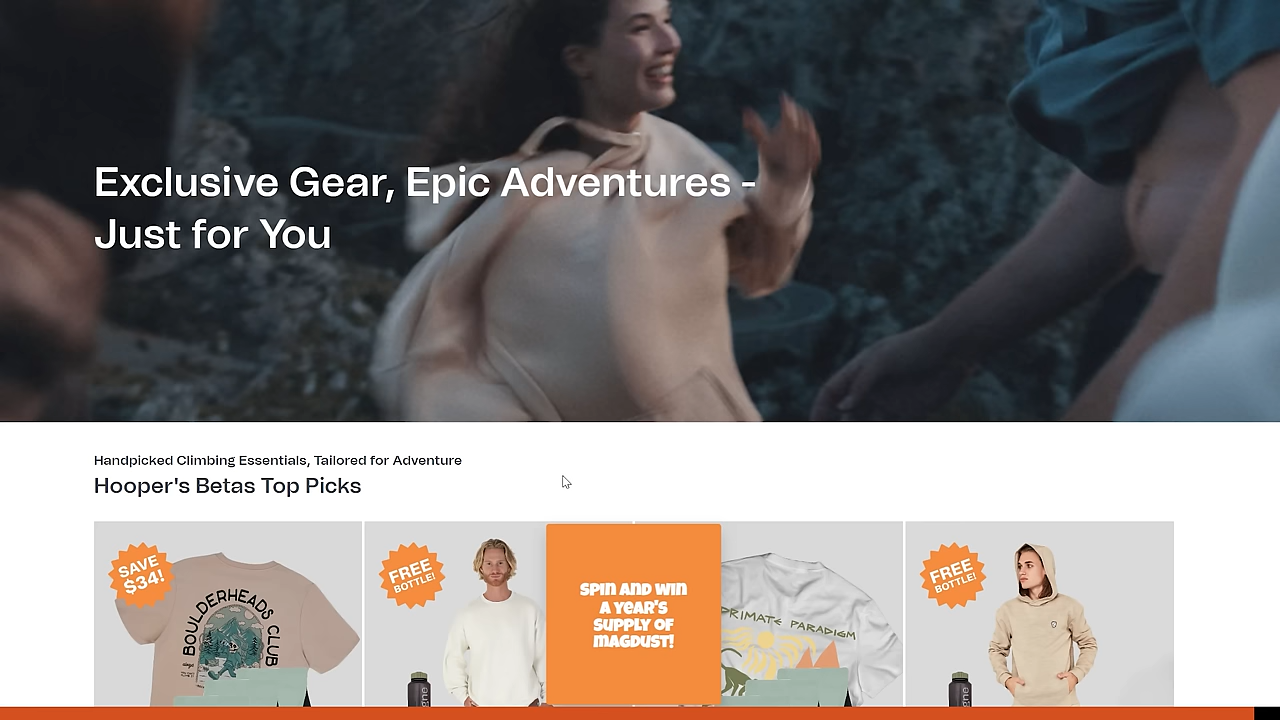 Exclusive Gear, Epic Adventures -
Just for You
Handpicked Climbing Essentials, Tailored for Adventure
Hooper's Betas Top Picks
SAVE
$34!
BOULDERHEADS CLUB
FREE
BOTTLE!
SPIN AND WIN
A YEAR'S
SUPPLY OF
MAGDUST!
PRIMATE PARADIGM
FREE
BOTTLE!